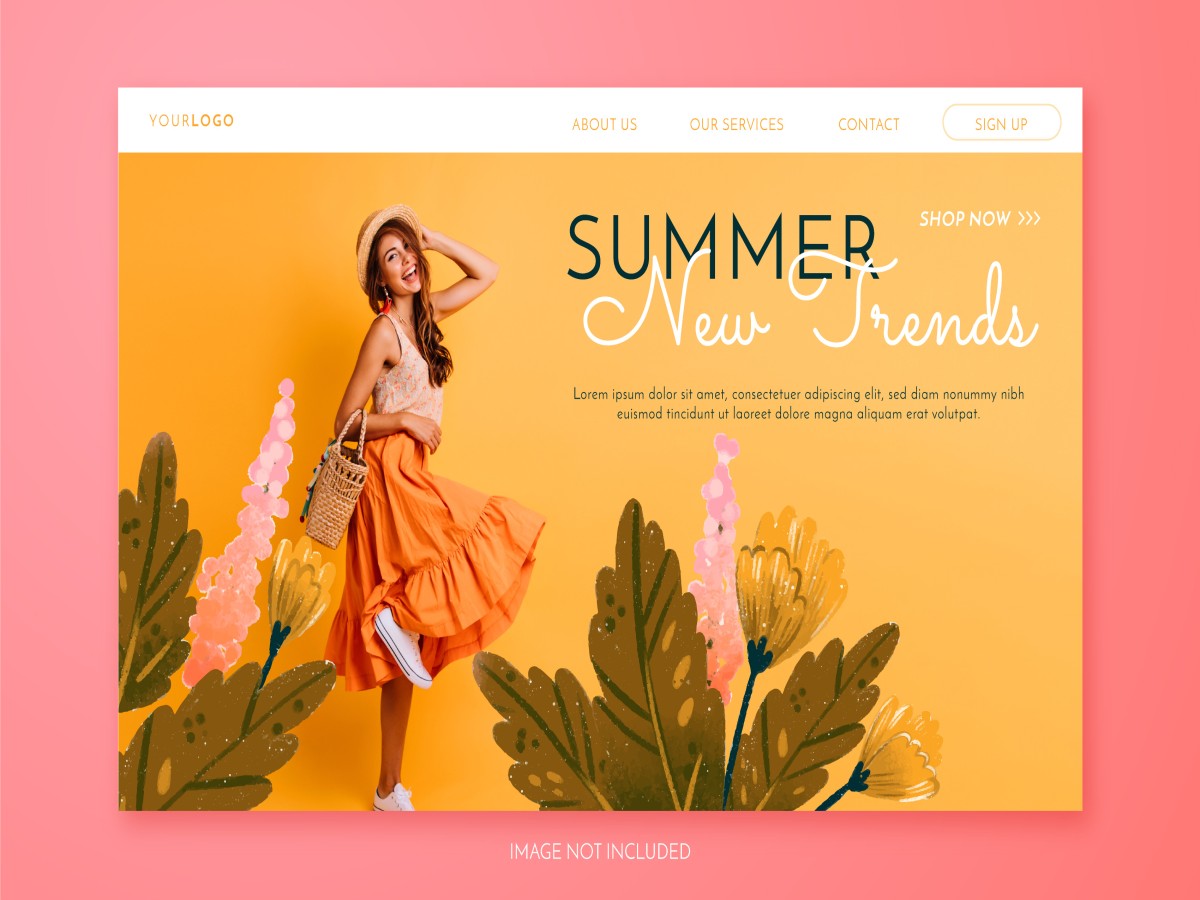 YOURLOGO
ABOUT US
OUR SERVICES
CONTACT
SIGN UP
SUMMER
SHOP NOW >>>
New Trends
Lorem ipsum dolor sit amet, consectetuer adipiscing elit, sed diam nonummy nibh
euismod tincidunt ut laoreet dolore magna aliquam erat volutpat.
IMAGE NOT INCLUDED